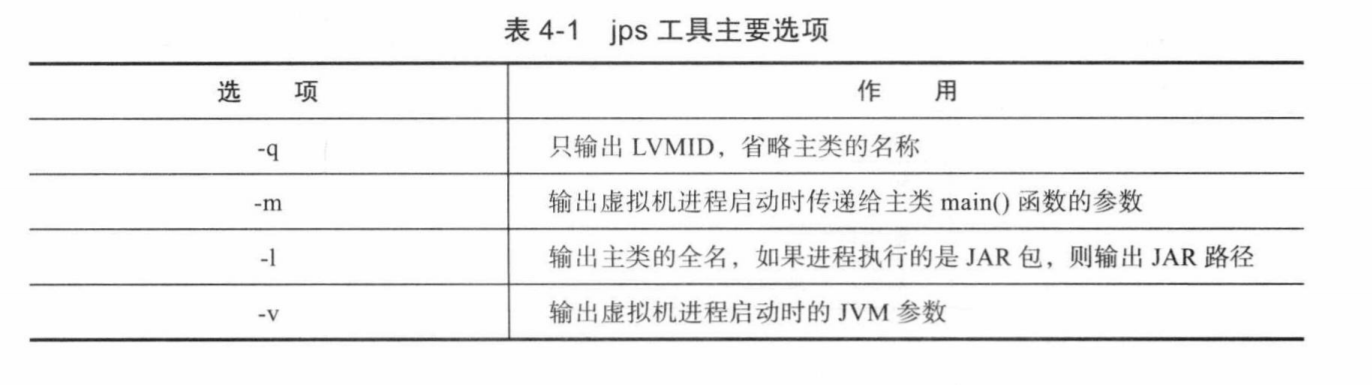 表 4-1 jps 工具主要选项
选 项 作 用
-q 只输出 LVMID，省略主类的名称
-m 输出虚拟机进程启动时传递给主类 main() 函数的参数
-l 输出主类的全名，如果进程执行的是 JAR 包，则输出 JAR 路径
-v 输出虚拟机进程启动时的 JVM 参数